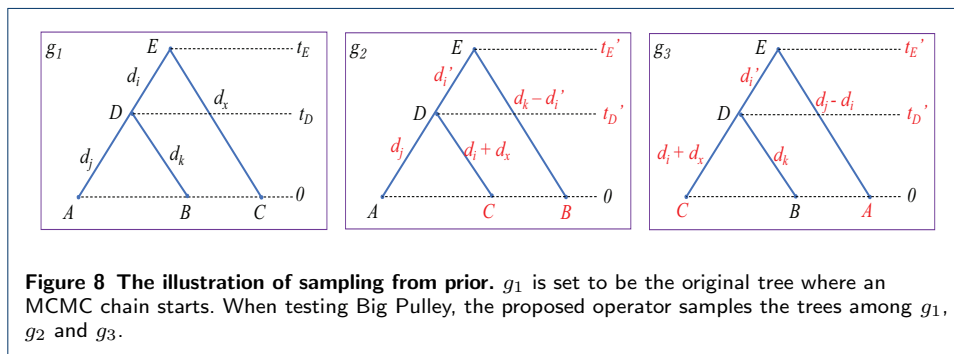 g1 E tE g2 E tE' g3 E tE'
di dx di' dk – di' di' dj - di
D tD D tD' D tD'
dj dk dj di + dx di + dx dk
0 0 0
A B C A C B C B A
Figure 8 The illustration of sampling from prior. g1 is set to be the original tree where an
MCMC chain starts. When testing Big Pulley, the proposed operator samples the trees among g1,
g2 and g3.